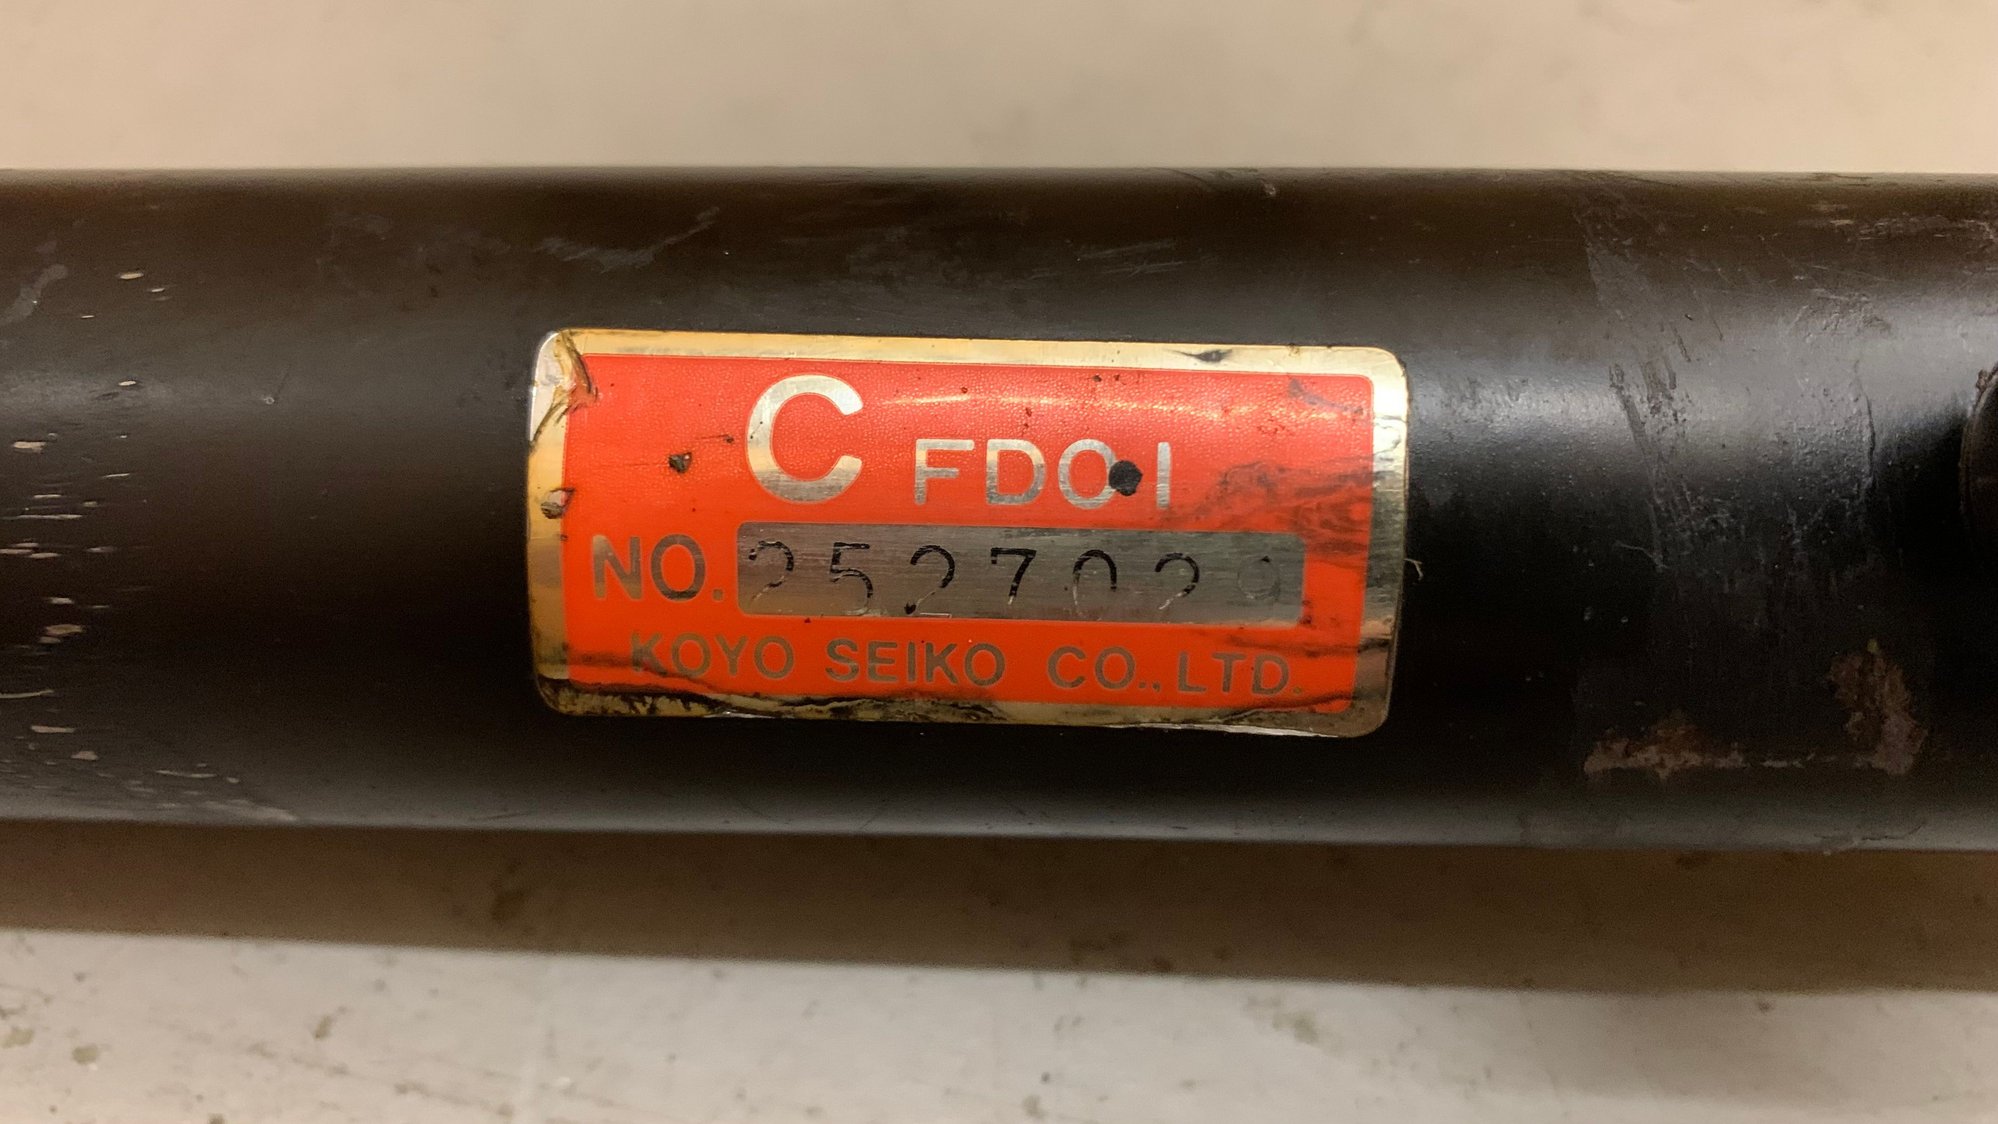 C FD01
NO. 2527029
KOYO SEIKO CO., LTD.